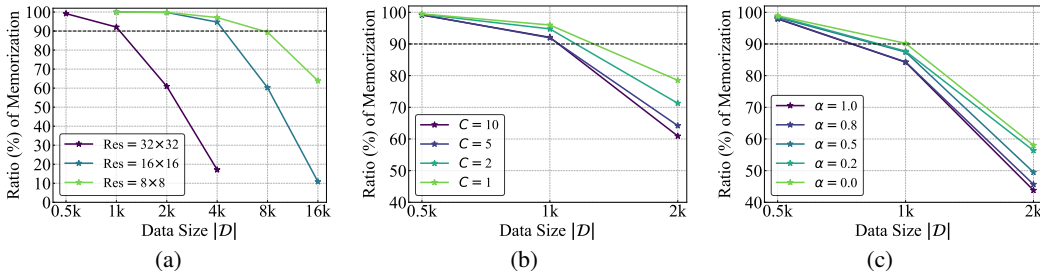 100
90
80
70
60
50
40
30
20
10
0
Ratio (%) of Memorization
Res = 32×32
Res = 16×16
Res = 8×8
0.5k 1k 2k 4k 8k 16k
Data Size |𝒟|
(a)
100
90
80
70
60
50
40
Ratio (%) of Memorization
C = 10
C = 5
C = 2
C = 1
0.5k 1k 2k
Data Size |𝒟|
(b)
100
90
80
70
60
50
40
Ratio (%) of Memorization
α = 1.0
α = 0.8
α = 0.5
α = 0.2
α = 0.0
0.5k 1k 2k
Data Size |𝒟|
(c)